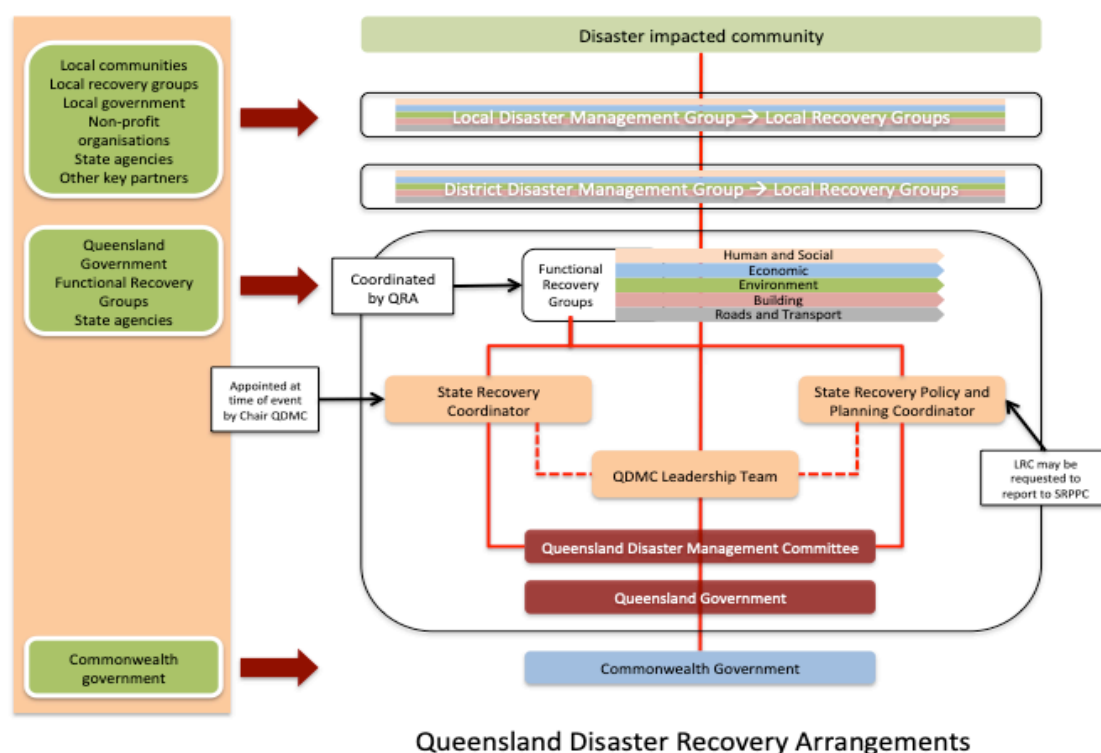 Disaster impacted community
Local communities
Local recovery groups
Local government
Non-profit
organisations
State agencies
Other key partners
Local Disaster Management Group → Local Recovery Groups
District Disaster Management Group → Local Recovery Groups
Queensland
Government
Functional Recovery
Groups
State agencies
Coordinated
by QRA
Functional
Recovery
Groups
Human and Social
Economic
Environment
Building
Roads and Transport
Appointed at
time of event
by Chair QDMC
State Recovery
Coordinator
State Recovery Policy and
Planning Coordinator
QDMC Leadership Team
LRC may be
requested to
report to SRPPC
Queensland Disaster Management Committee
Queensland Government
Commonwealth
government
Commonwealth Government
Queensland Disaster Recovery Arrangements